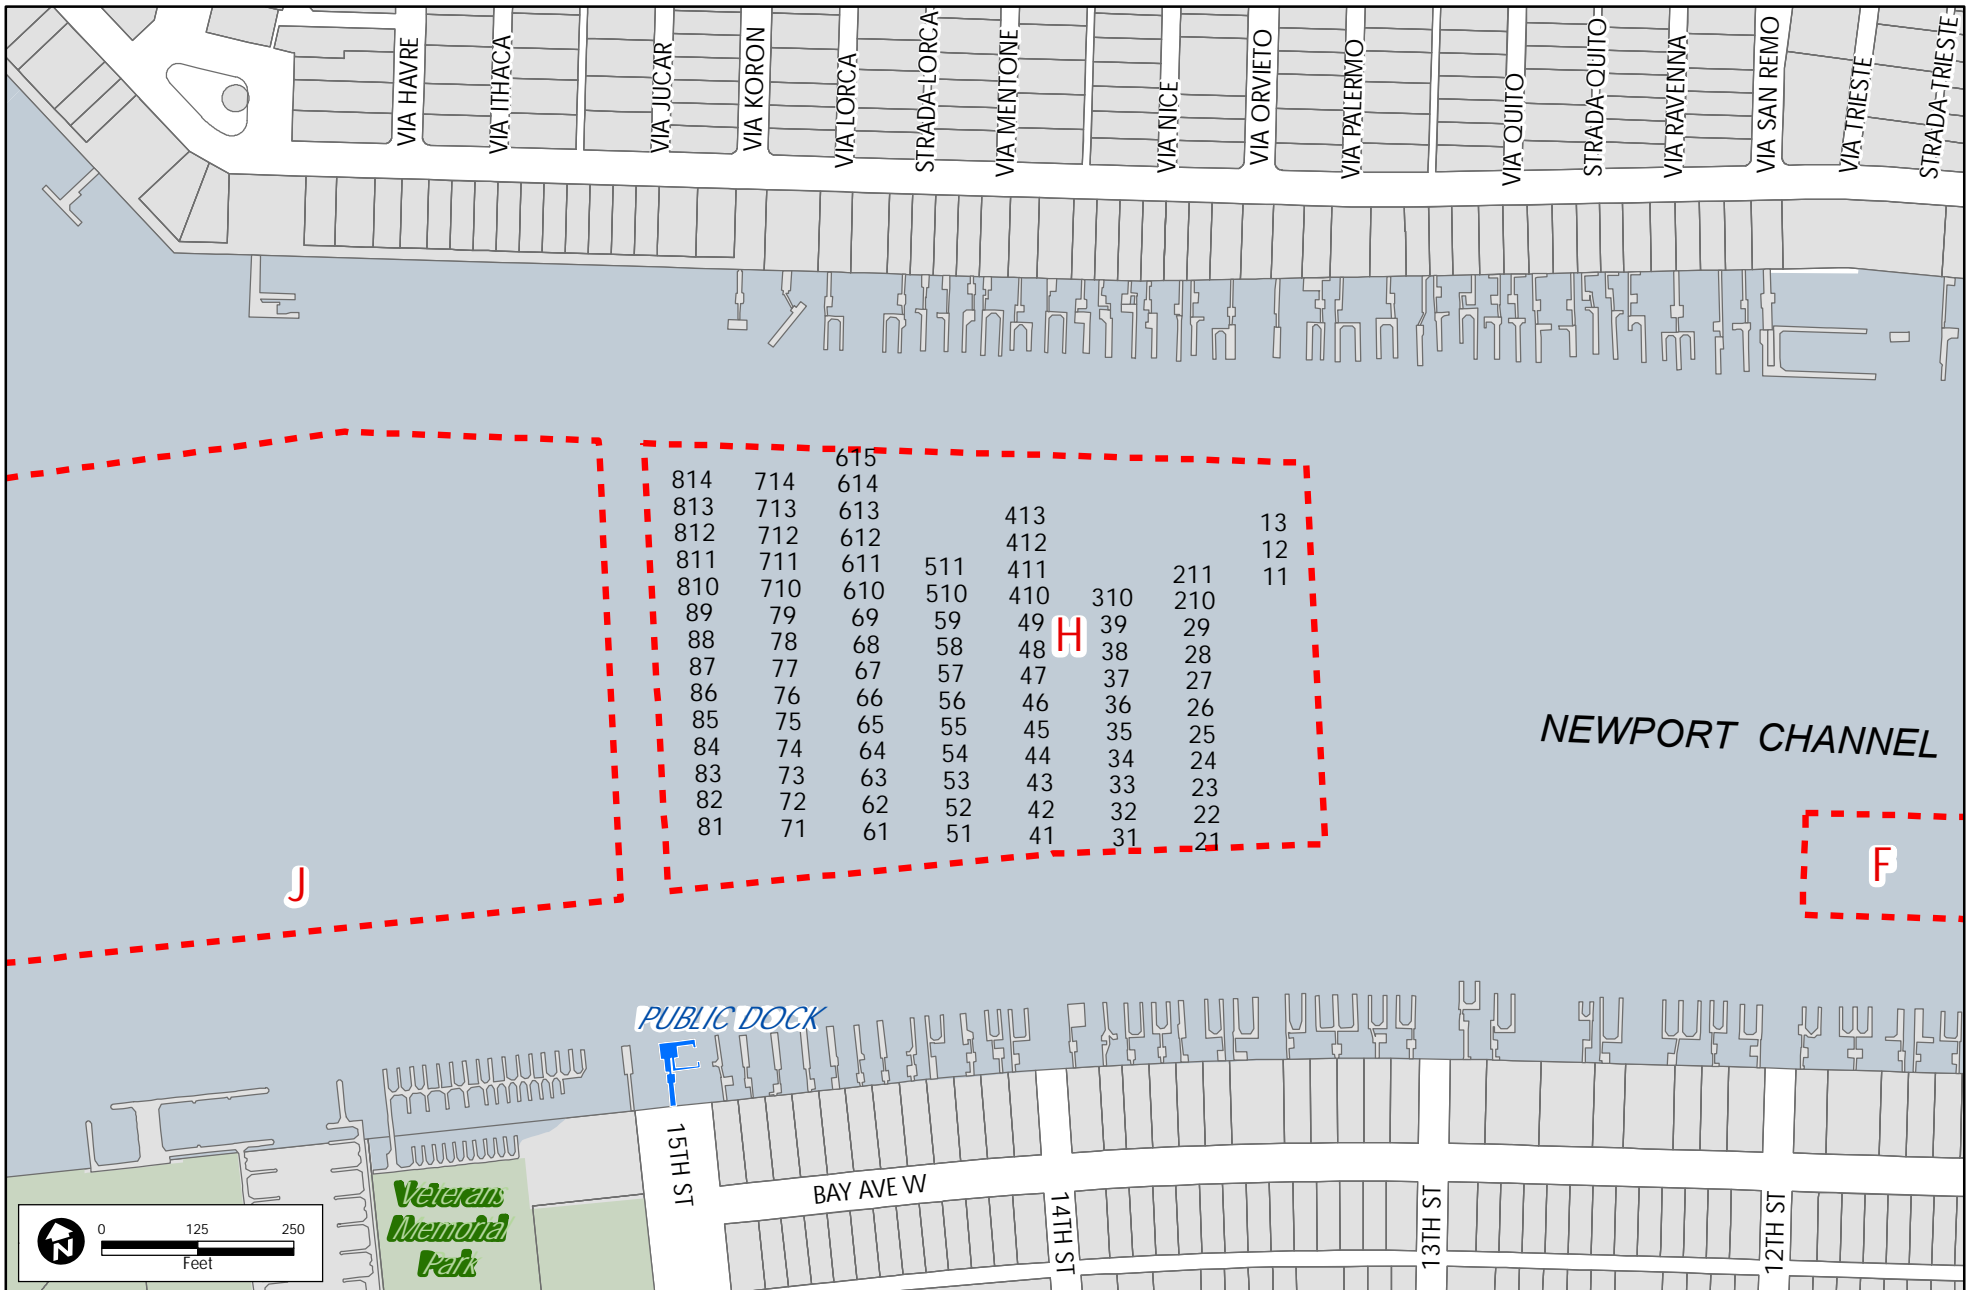 VIA HAVRE
VIA ITHACA
VIA JUCAR
VIA KORON
VIA LORCA
STRADA-LORCA
VIA MENTONE
VIA NICE
VIA ORVIETO
VIA PALERMO
VIA QUITO
STRADA-QUITO
VIA RAVENNA
VIA SAN REMO
VIA TRIESTE
STRADA-TRIESTE
615
814 714 614
813 713 613 413 13
812 712 612 412 12
811 711 611 511 411 211 11
810 710 610 510 410 310 210
89 79 69 59 49 39 29
88 78 68 58 48 38 28
87 77 67 57 47 37 27
86 76 66 56 46 36 26
85 75 65 55 45 35 25
84 74 64 54 44 34 24
83 73 63 53 43 33 23
82 72 62 52 42 32 22
81 71 61 51 41 31 21
H
NEWPORT CHANNEL
J
F
PUBLIC DOCK
15TH ST
BAY AVE W
14TH ST
13TH ST
12TH ST
Veterans
Memorial
Park
N
0 125 250
Feet